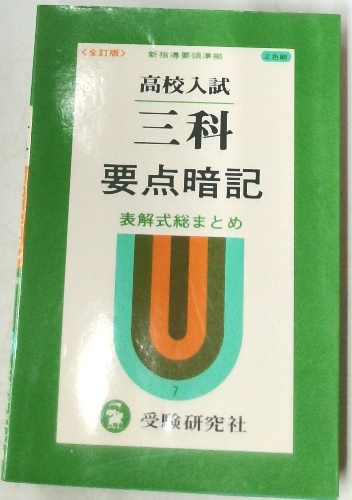 <全訂版> 新指導要領準拠 2色刷
高校入試
三科
要点暗記
表解式総まとめ
受験研究社